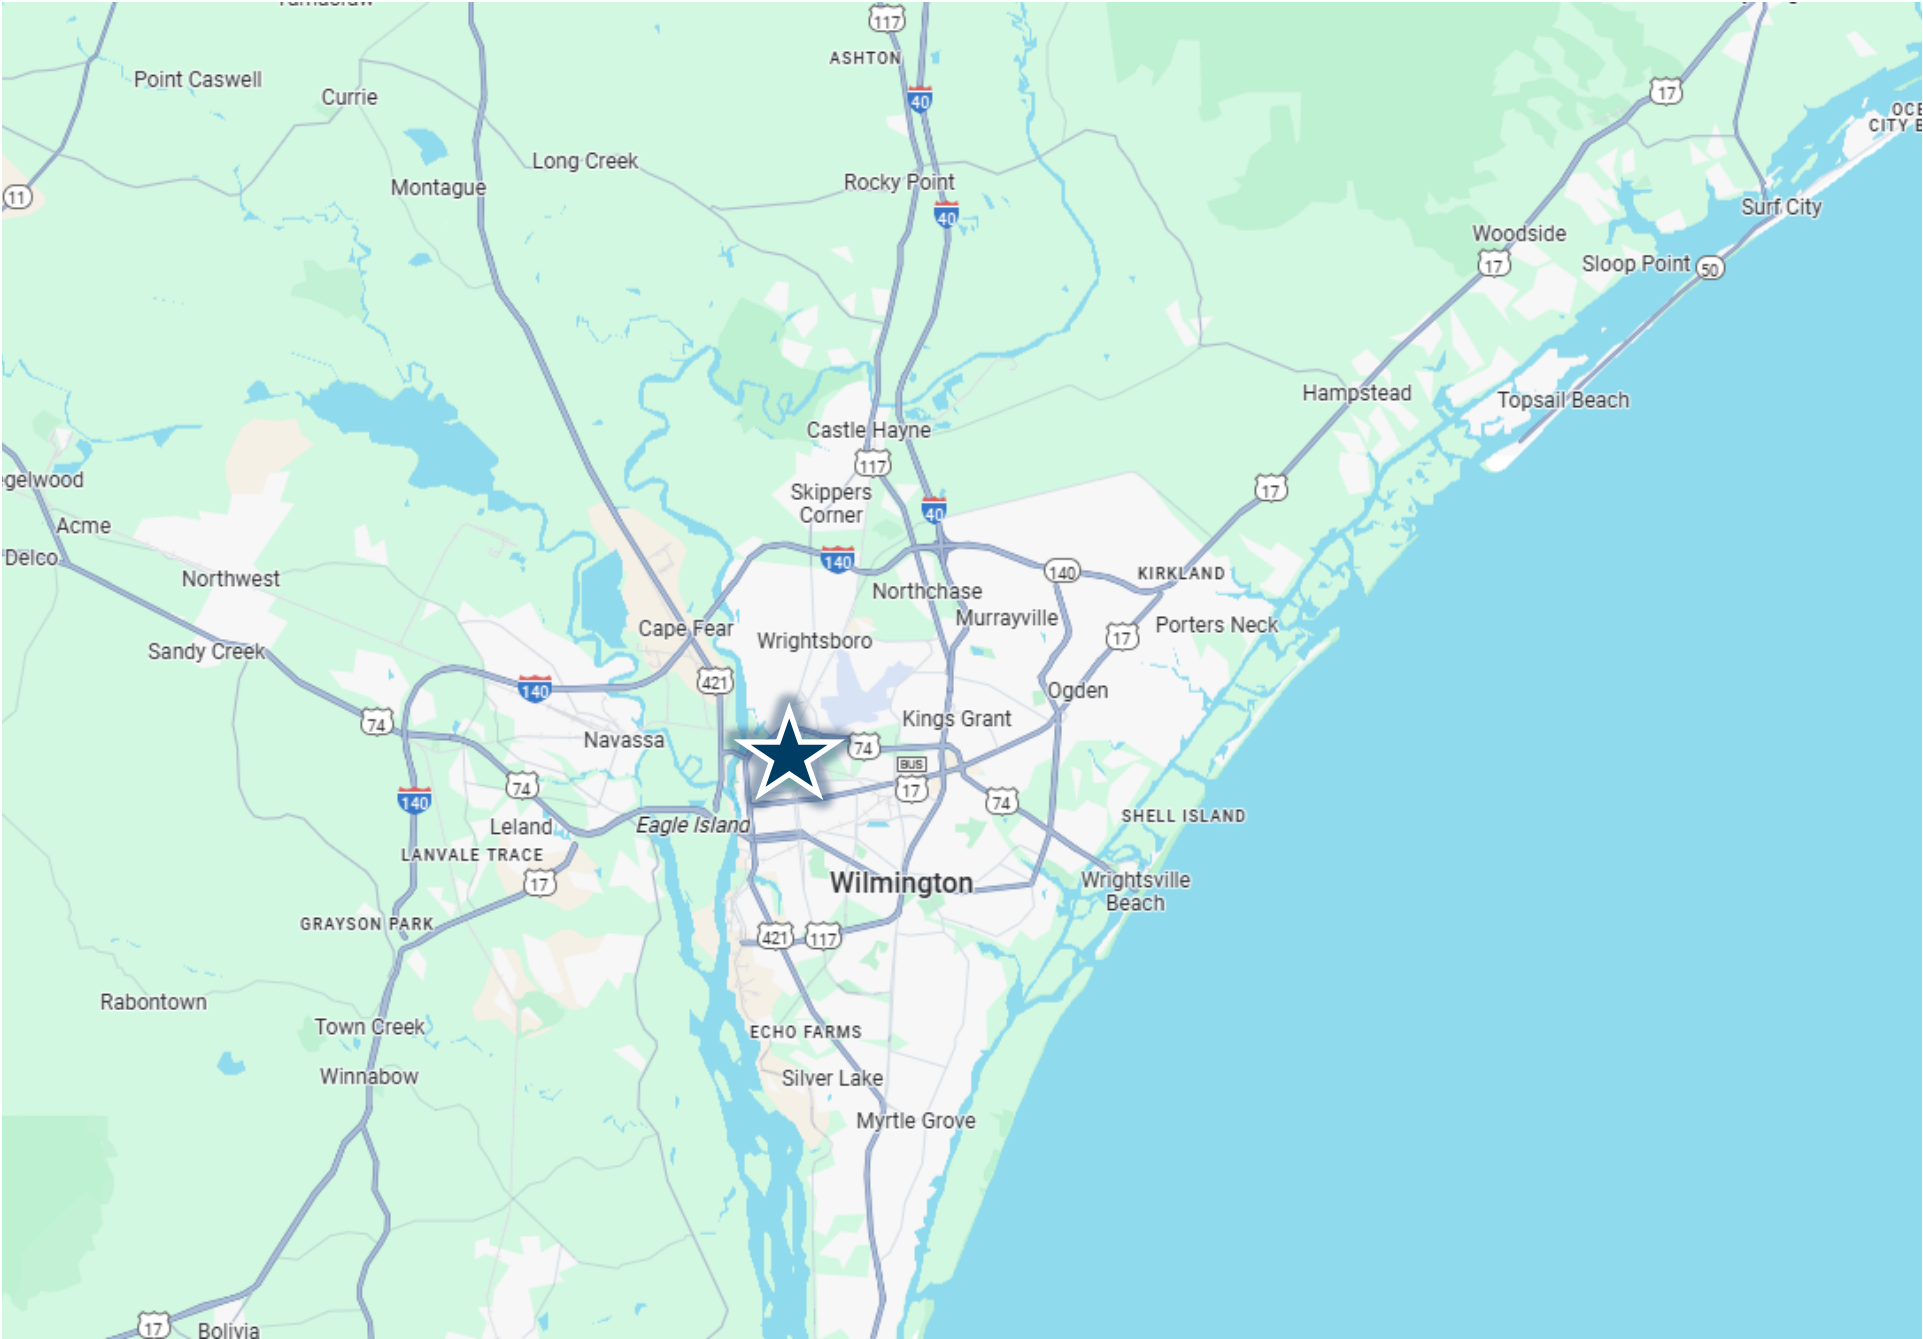 117
ASHTON
Point Caswell
Currie
40
17
OCE
CITY B
Long Creek
Montague
11
Rocky Point
40
Surf City
Woodside
17
Sloop Point
50
Hampstead
Topsail Beach
Castle Hayne
117
egelwood
Skippers
Corner
17
40
Acme
Delco
140
140
KIRKLAND
Northwest
Northchase
Murrayville
Porters Neck
17
Cape Fear
Wrightsboro
Sandy Creek
421
140
Ogden
74
Kings Grant
Navassa
74
BUS
17
74
74
140
Leland
Eagle Island
SHELL ISLAND
LANVALE TRACE
17
Wilmington
Wrightsville
Beach
GRAYSON PARK
421
117
Rabontown
Town Creek
ECHO FARMS
Winnabow
Silver Lake
Myrtle Grove
17
Bolivia